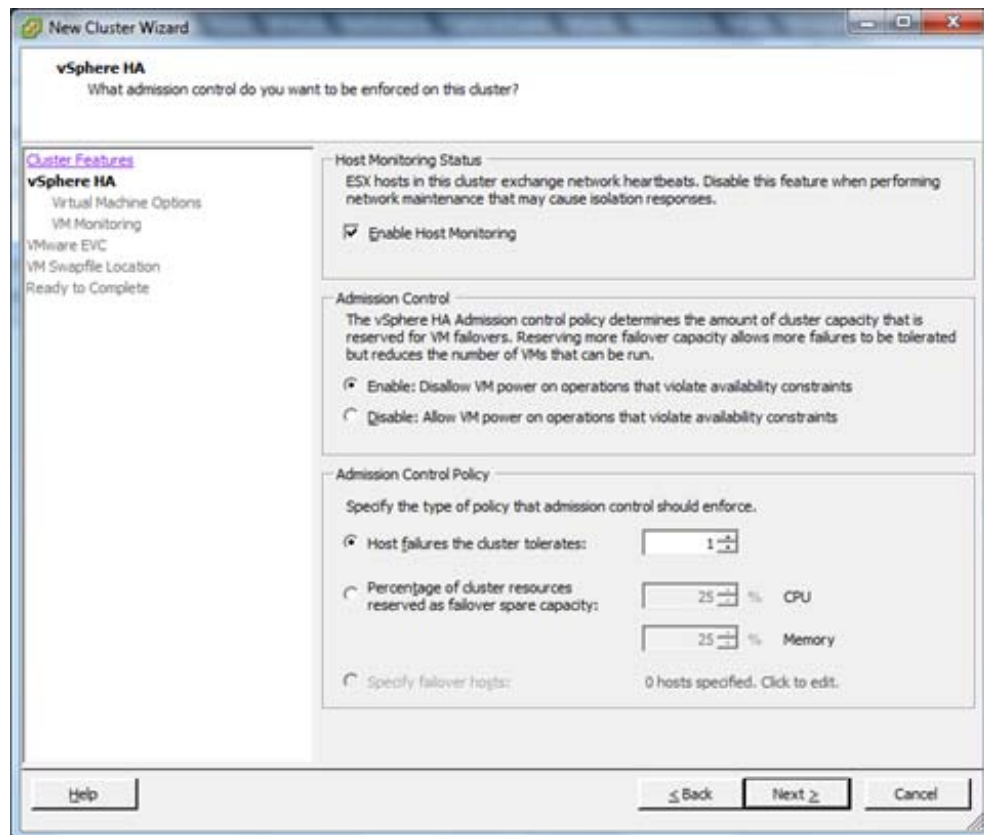 New Cluster Wizard
vSphere HA
What admission control do you want to be enforced on this cluster?
Cluster Features
vSphere HA
Virtual Machine Options
VM Monitoring
VMware EVC
VM Swapfile Location
Ready to Complete
Host Monitoring Status
ESX hosts in this cluster exchange network heartbeats. Disable this feature when performing
network maintenance that may cause isolation responses.
Enable Host Monitoring
Admission Control
The vSphere HA Admission control policy determines the amount of cluster capacity that is
reserved for VM failovers. Reserving more failover capacity allows more failures to be tolerated
but reduces the number of VMs that can be run.
Enable: Disallow VM power on operations that violate availability constraints
Disable: Allow VM power on operations that violate availability constraints
Admission Control Policy
Specify the type of policy that admission control should enforce.
Host failures the cluster tolerates: 1
Percentage of cluster resources
reserved as failover spare capacity: 25 % CPU
25 % Memory
Specify failover hosts: 0 hosts specified. Click to edit.
Help < Back Next > Cancel